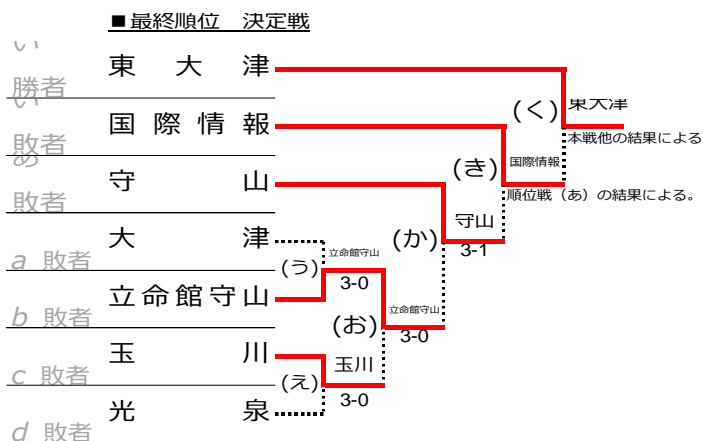 ■最終順位　決定戦
い
勝者
東大津
い
敗者
国際情報
あ
敗者
守山
a 敗者
大津
b 敗者
立命館守山
c 敗者
玉川
d 敗者
光泉
(う)
立命館守山
3-0
(え)
玉川
3-0
(お)
立命館守山
3-0
(か)
守山
3-1
(き)
国際情報
順位戦（あ）の結果による。
(く)
東大津
本戦他の結果による